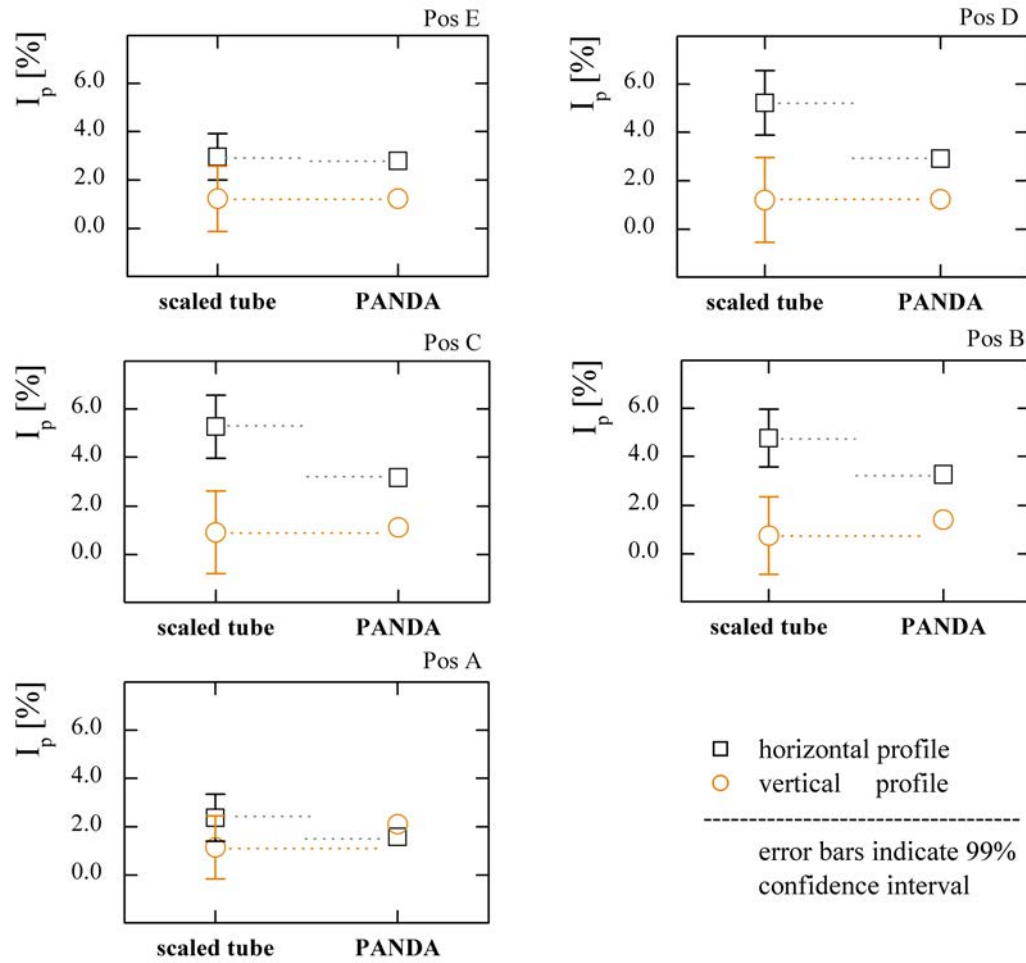 Pos E
I_p [%]
6.0
4.0
2.0
0.0
scaled tube PANDA
Pos D
I_p [%]
6.0
4.0
2.0
0.0
scaled tube PANDA
Pos C
I_p [%]
6.0
4.0
2.0
0.0
scaled tube PANDA
Pos B
I_p [%]
6.0
4.0
2.0
0.0
scaled tube PANDA
Pos A
I_p [%]
6.0
4.0
2.0
0.0
scaled tube PANDA
horizontal profile
vertical profile
error bars indicate 99%
confidence interval